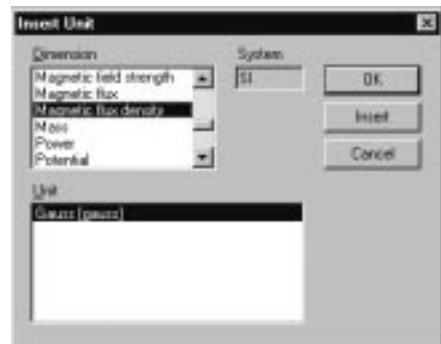 Insert Unit
Dimension
System
Magnetic field strength
Magnetic flux
Magnetic flux density
Mass
Power
Potential
SI
OK
Insert
Cancel
Unit
Gauss (gauss)